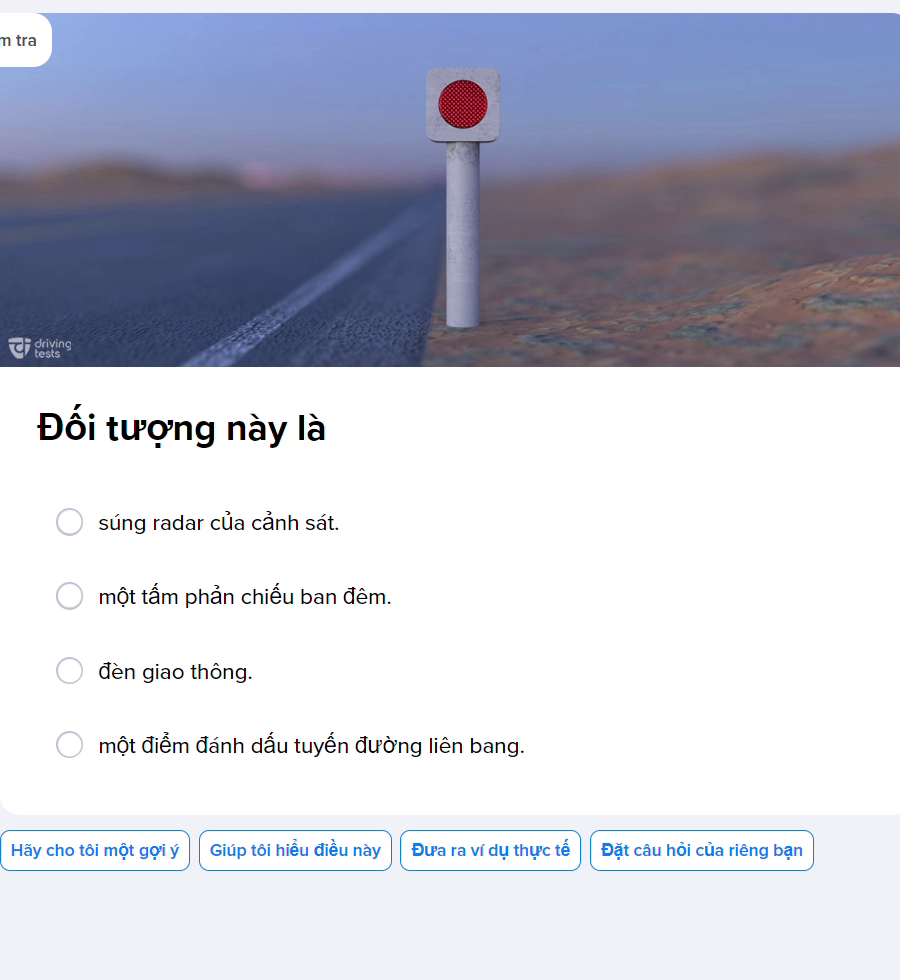 m tra
driving
tests
Đối tượng này là
súng radar của cảnh sát.
một tấm phản chiếu ban đêm.
đèn giao thông.
một điểm đánh dấu tuyến đường liên bang.
Hãy cho tôi một gợi ý
Giúp tôi hiểu điều này
Đưa ra ví dụ thực tế
Đặt câu hỏi của riêng bạn